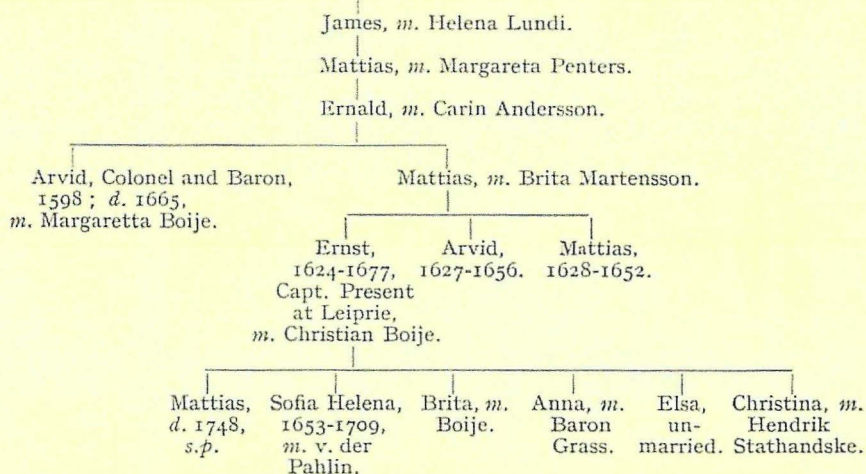 James, m. Helena Lundi.
Mattias, m. Margareta Penters.
Ernald, m. Carin Andersson.
Arvid, Colonel and Baron,
1598 ; d. 1665,
m. Margaretta Boije.
Mattias, m. Brita Martensson.
Ernst,
1624-1677,
Capt. Present
at Leiprie,
m. Christian Boije.
Arvid,
1627-1656.
Mattias,
1628-1652.
Mattias,
d. 1748,
s.p.
Sofia Helena,
1653-1709,
m. v. der
Pahlin.
Brita, m.
Boije.
Anna, m.
Baron
Grass.
Elsa,
un-
married.
Christina, m.
Hendrik
Stathandske.